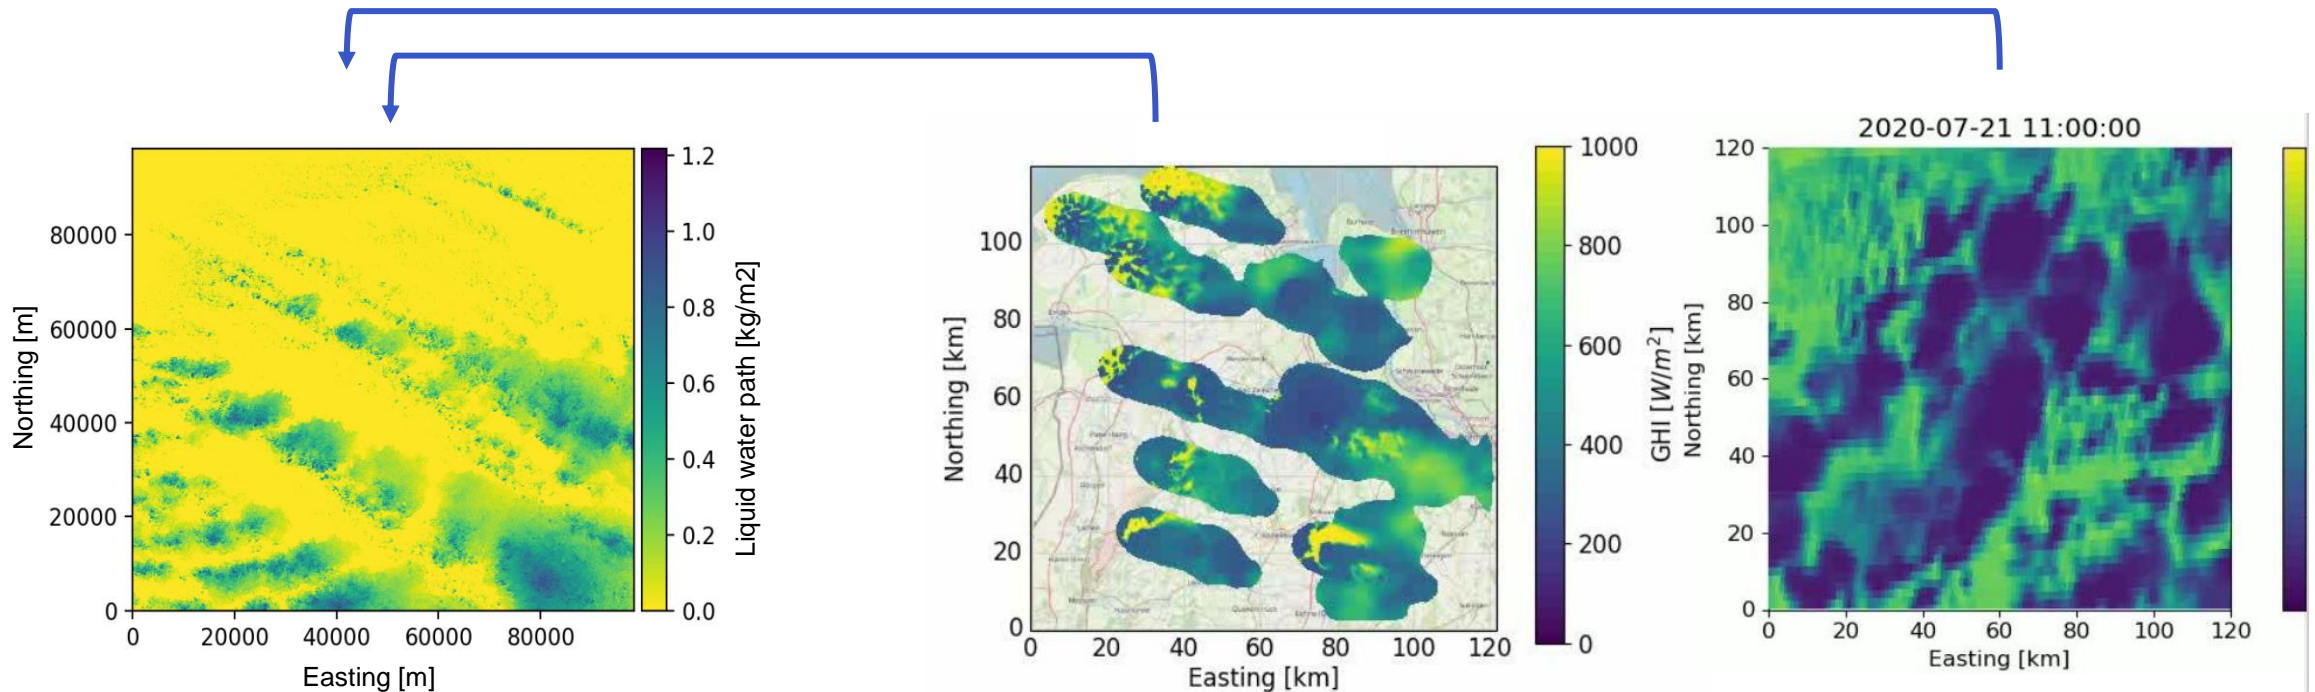 2020-07-21 11:00:00
1.2
1.0
0.8
0.6
0.4
0.2
0.0
Liquid water path [kg/m2]
80000
60000
40000
20000
0
Northing [m]
0 20000 40000 60000 80000
Easting [m]
100
80
60
40
20
0
Northing [km]
0 20 40 60 80 100 120
Easting [km]
1000
800
600
400
200
0
GHI [W/m²]
120
100
80
60
40
20
0
Northing [km]
0 20 40 60 80 100 120
Easting [km]